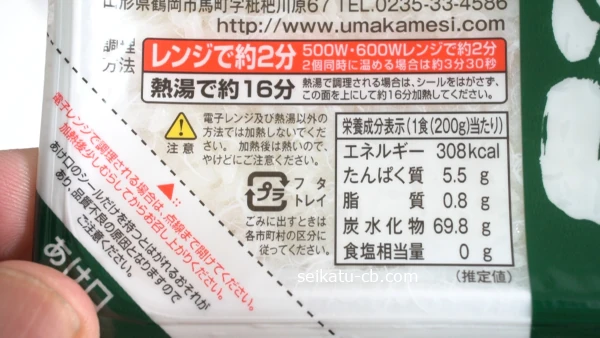 山形県鶴岡市馬町字枇杷川原67 TEL.0235-33-4586
http://www.umakamesi.com
調理
方法
レンジで約2分
500W・600Wレンジで約2分
2個同時に温める場合は約3分30秒
熱湯で約16分
熱湯で調理される場合は、シールをはがさず、
この面を上にして約16分加熱してください。
注意
電子レンジ及び熱湯以外の
方法では加熱しないでくだ
さい。加熱後は熱いので、
やけどにご注意ください。
プラ
フタ
トレイ
ごみに出すときは
各市町村の区分に
従ってください。
栄養成分表示(1食(200g)当たり)
エネルギー 308kcal
たんぱく質 5.5 g
脂質 0.8 g
炭水化物 69.8 g
食塩相当量 0 g
(推定値)
電子レンジで調理される場合は、点線まで開けてください。
加熱後少しむらしてからお召し上がりください。
あけ口のシールだけを持つとはがれるおそれが
あり、品質不良の原因となりますので
ご注意ください。
あけ口
seikatu-cb.com